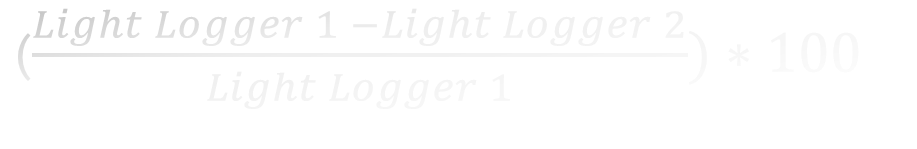 Light Logger 1 −Light Logger 2
(
) * 100
Light Logger 1